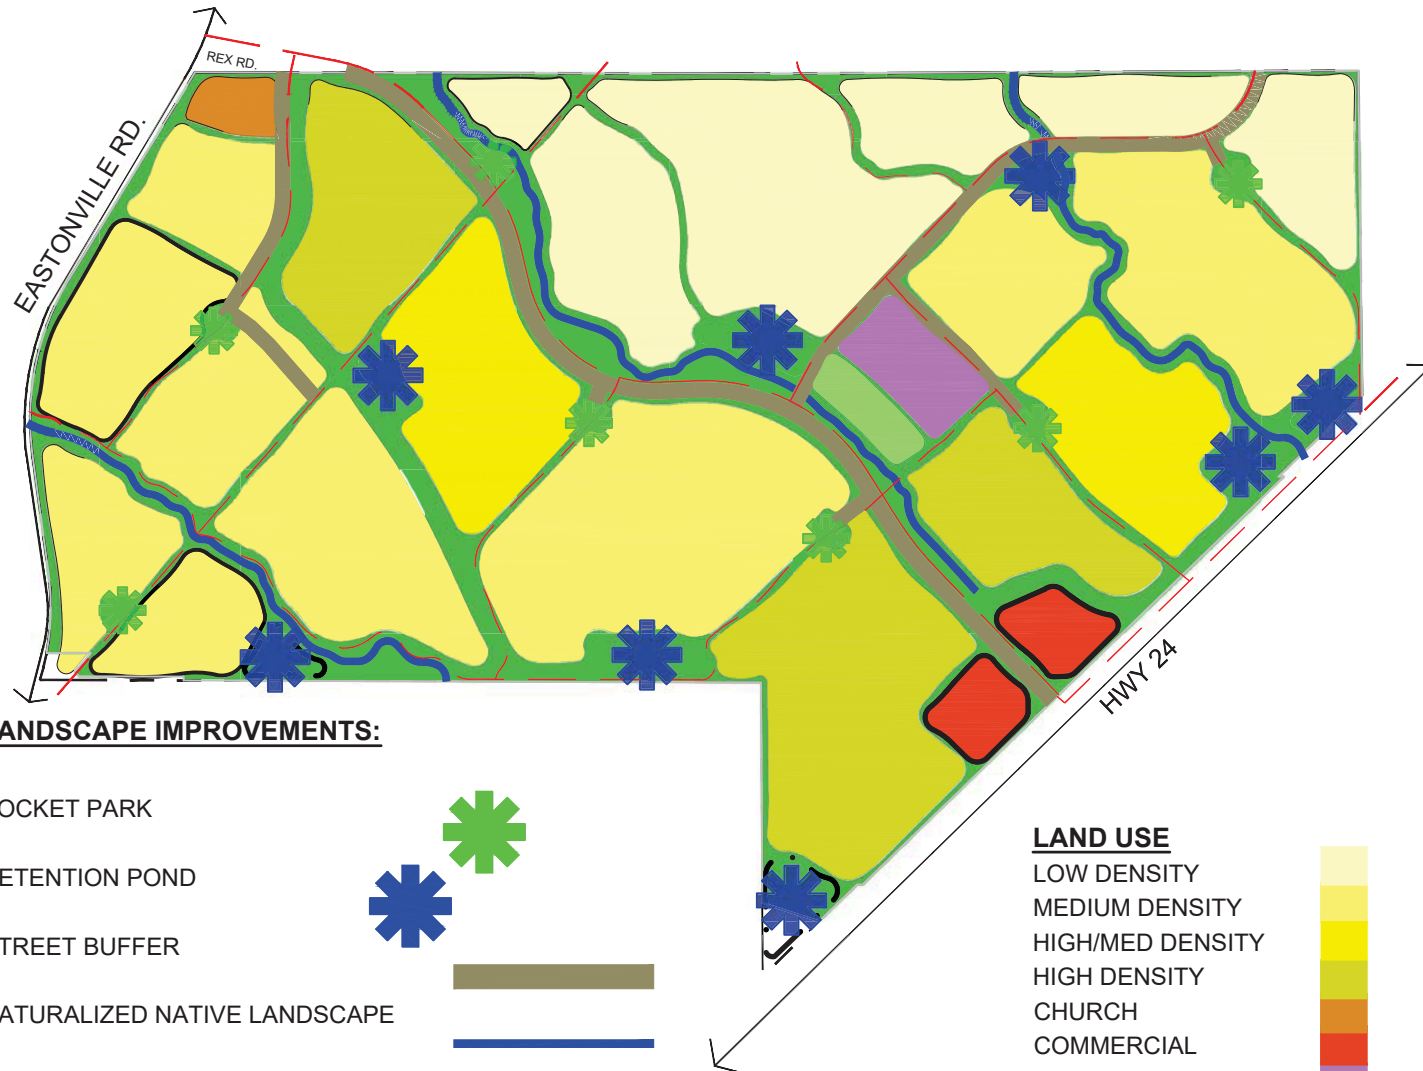 REX RD.
EASTONVILLE RD.
HWY 24
ANDSCAPE IMPROVEMENTS:
OCKET PARK
ETENTION POND
TREET BUFFER
ATURALIZED NATIVE LANDSCAPE
LAND USE
LOW DENSITY
MEDIUM DENSITY
HIGH/MED DENSITY
HIGH DENSITY
CHURCH
COMMERCIAL